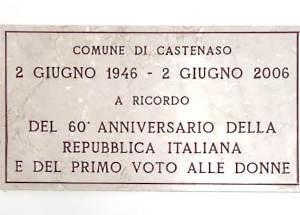 COMUNE DI CASTENASO
2 GIUGNO 1946 - 2 GIUGNO 2006
A RICORDO
DEL 60° ANNIVERSARIO DELLA
REPUBBLICA ITALIANA
E DEL PRIMO VOTO ALLE DONNE